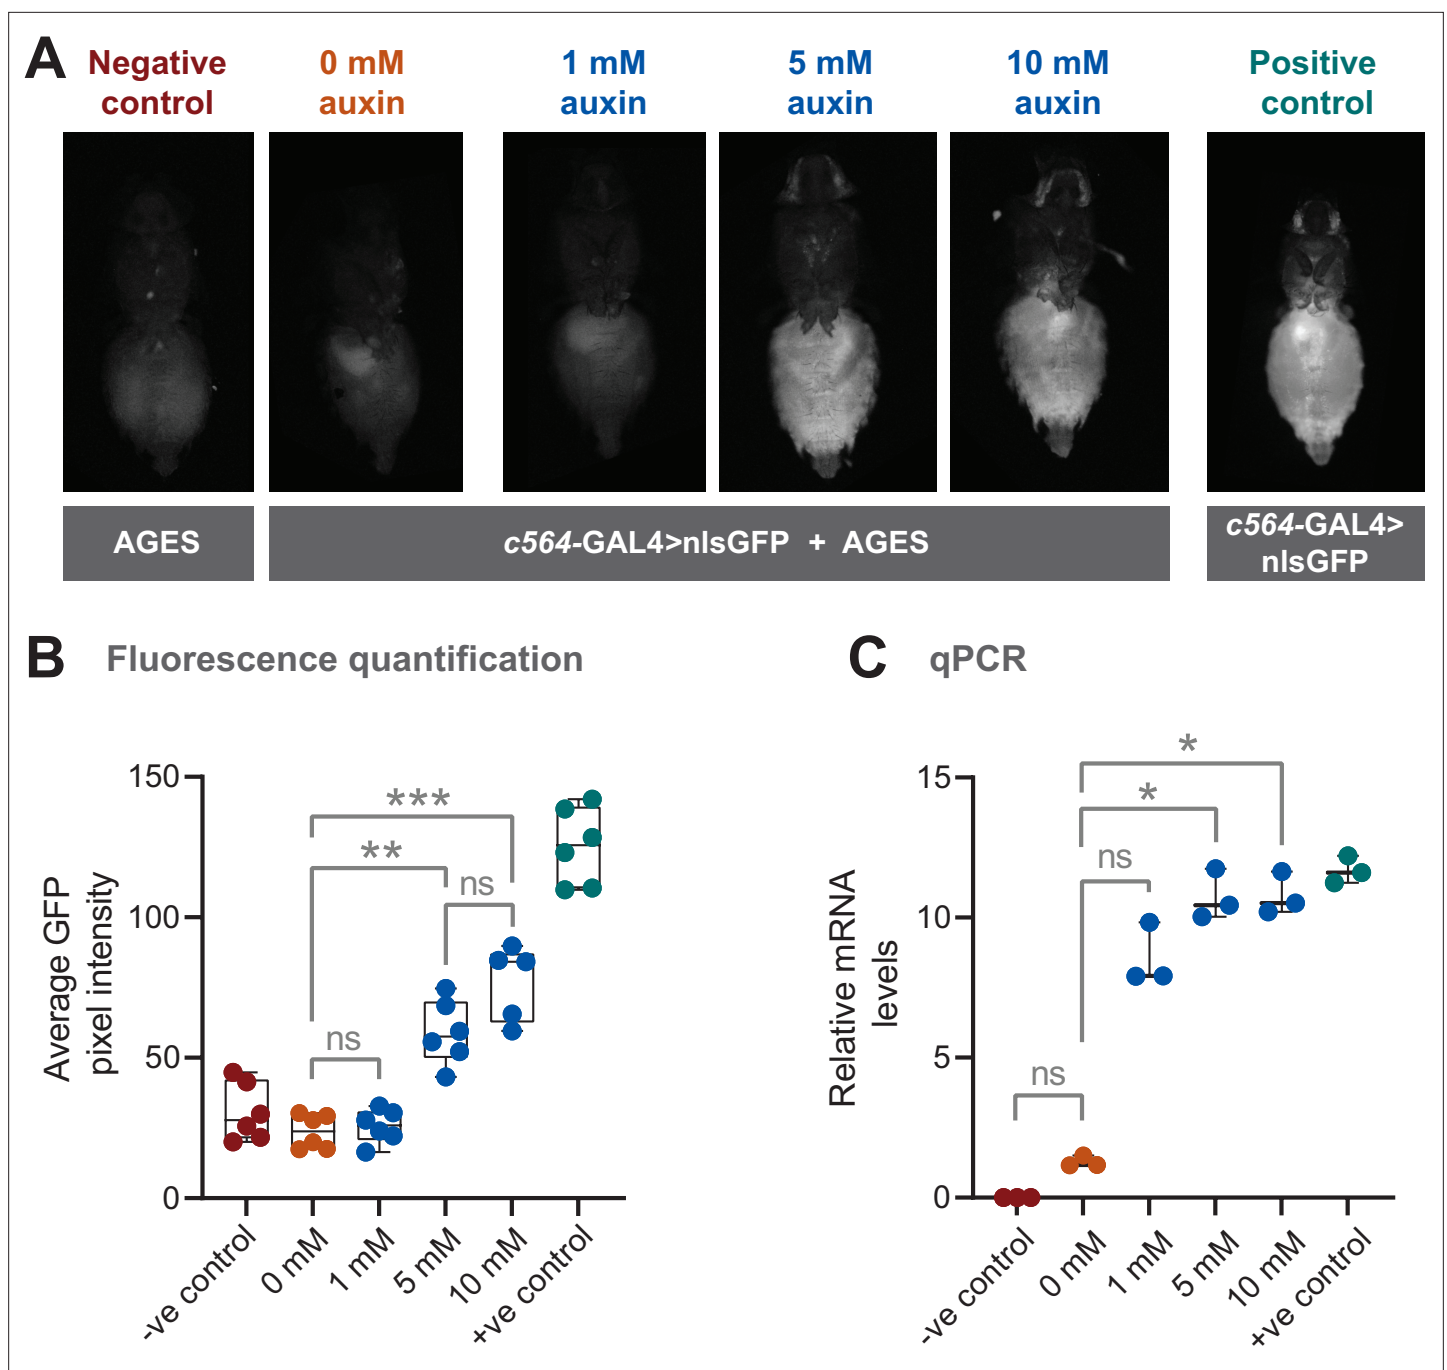 A
Negative
control
0 mM
auxin
1 mM
auxin
5 mM
auxin
10 mM
auxin
Positive
control
AGES
c564-GAL4>nlsGFP + AGES
c564-GAL4>
nlsGFP
B Fluorescence quantification
Average GFP
pixel intensity
150
100
50
0
ns
**
***
ns
-ve control
0 mM
1 mM
5 mM
10 mM
+ve control
C qPCR
Relative mRNA
levels
15
10
5
0
ns
ns
*
*
-ve control
0 mM
1 mM
5 mM
10 mM
+ve control